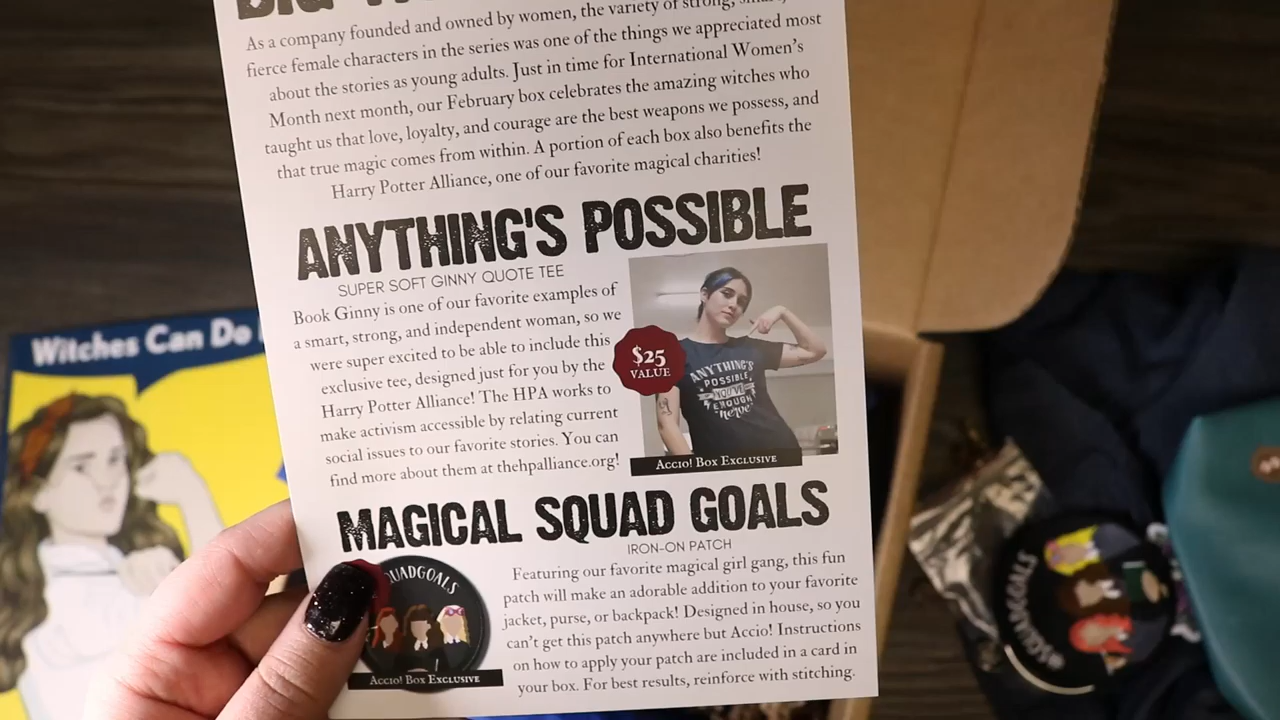 BIG
As a company founded and owned by women, the variety of strong, smart,
fierce female characters in the series was one of the things we appreciated most
about the stories as young adults. Just in time for International Women's
Month next month, our February box celebrates the amazing witches who
taught us that love, loyalty, and courage are the best weapons we possess, and
that true magic comes from within. A portion of each box also benefits the
Harry Potter Alliance, one of our favorite magical charities!
ANYTHING'S POSSIBLE
SUPER SOFT GINNY QUOTE TEE
Book Ginny is one of our favorite examples of
a smart, strong, and independent woman, so we
were super excited to be able to include this
exclusive tee, designed just for you by the
Harry Potter Alliance! The HPA works to
make activism accessible by relating current
social issues to our favorite stories. You can
find more about them at thehpalliance.org!
$25
VALUE
ANYTHING'S
POSSIBLE
YOU'VE
ENOUGH
nerve
Accio! Box Exclusive
MAGICAL SQUAD GOALS
IRON-ON PATCH
Featuring our favorite magical girl gang, this fun
patch will make an adorable addition to your favorite
jacket, purse, or backpack! Designed in house, so you
can't get this patch anywhere but Accio! Instructions
on how to apply your patch are included in a card in
your box. For best results, reinforce with stitching.
QUADGOALS
Accio! Box Exclusive
Witches Can Do
#SQUADGOALS